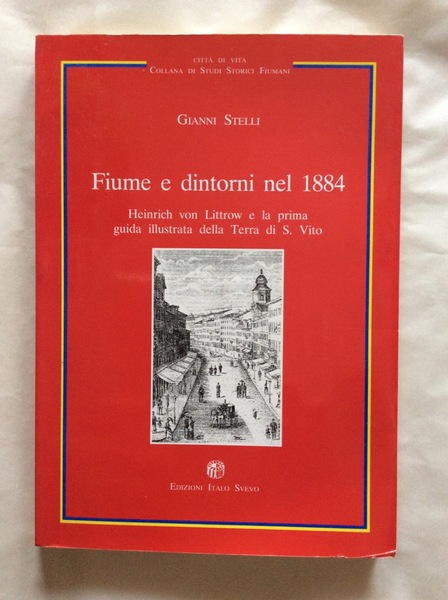 CITTÀ DI VITA
COLLANA DI STUDI STORICI FIUMANI
GIANNI STELLI
Fiume e dintorni nel 1884
Heinrich von Littrow e la prima
guida illustrata della Terra di S. Vito
EDIZIONI ITALO SVEVO